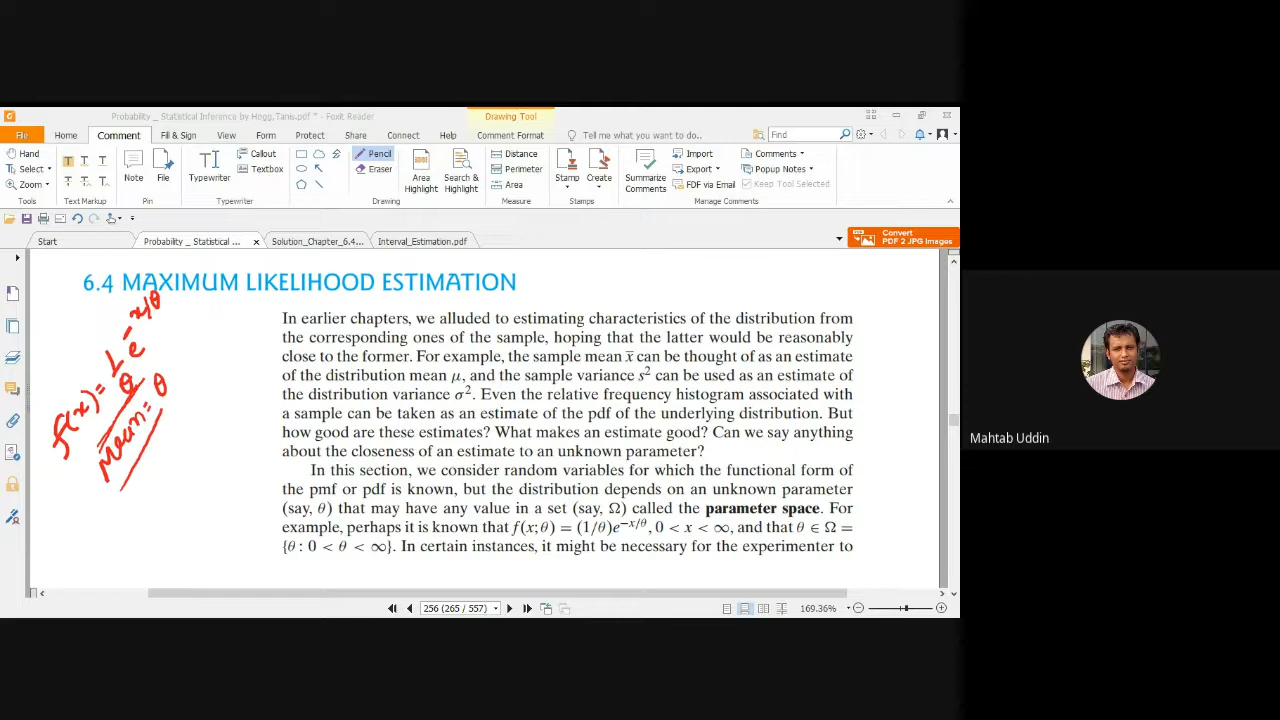 Probability _ Statistical Inference by Hogg,Tanis.pdf * - Foxit Reader
Drawing Tool
File Home Comment Fill & Sign View Form Protect Share Connect Help Comment Format Tell me what you want to do.. Find
Hand
Select
Zoom
Tools
Text Markup
Note
File
Pin
Typewriter
Callout
Textbox
Typewriter
Pencil
Eraser
Area Highlight
Search & Highlight
Drawing
Distance
Perimeter
Area
Measure
Stamp
Create
Stamps
Summarize Comments
Import
Export
FDF via Email
Comments
Popup Notes
Keep Tool Selected
Manage Comments
Start
Probability _ Statistical ...
Solution_Chapter_6.4...
Interval_Estimation.pdf
Convert
PDF 2 JPG Images
6.4 MAXIMUM LIKELIHOOD ESTIMATION
f(x) = 1/θ e^{-x/θ}
Mean = θ
In earlier chapters, we alluded to estimating characteristics of the distribution from
the corresponding ones of the sample, hoping that the latter would be reasonably
close to the former. For example, the sample mean x̄ can be thought of as an estimate
of the distribution mean μ, and the sample variance s² can be used as an estimate of
the distribution variance σ². Even the relative frequency histogram associated with
a sample can be taken as an estimate of the pdf of the underlying distribution. But
how good are these estimates? What makes an estimate good? Can we say anything
about the closeness of an estimate to an unknown parameter?
In this section, we consider random variables for which the functional form of
the pmf or pdf is known, but the distribution depends on an unknown parameter
(say, θ) that may have any value in a set (say, Ω) called the parameter space. For
example, perhaps it is known that f(x; θ) = (1/θ)e^{−x/θ}, 0 < x < ∞, and that θ ∈ Ω =
{θ : 0 < θ < ∞}. In certain instances, it might be necessary for the experimenter to
256 (265 / 557)
169.36%
Mahtab Uddin